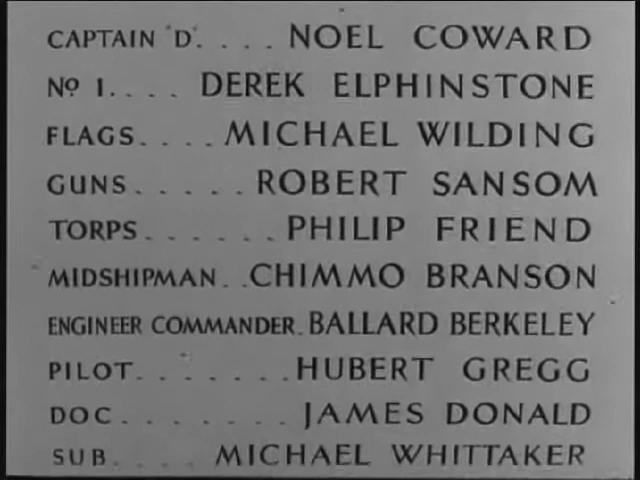 CAPTAIN 'D'. . . . NOEL COWARD
Nº 1. . . . DEREK ELPHINSTONE
FLAGS. . . . MICHAEL WILDING
GUNS. . . . . ROBERT SANSOM
TORPS. . . . . . PHILIP FRIEND
MIDSHIPMAN. . CHIMMO BRANSON
ENGINEER COMMANDER. BALLARD BERKELEY
PILOT. . . . . . . HUBERT GREGG
DOC. . . . . . . . JAMES DONALD
SUB. . . . . MICHAEL WHITTAKER